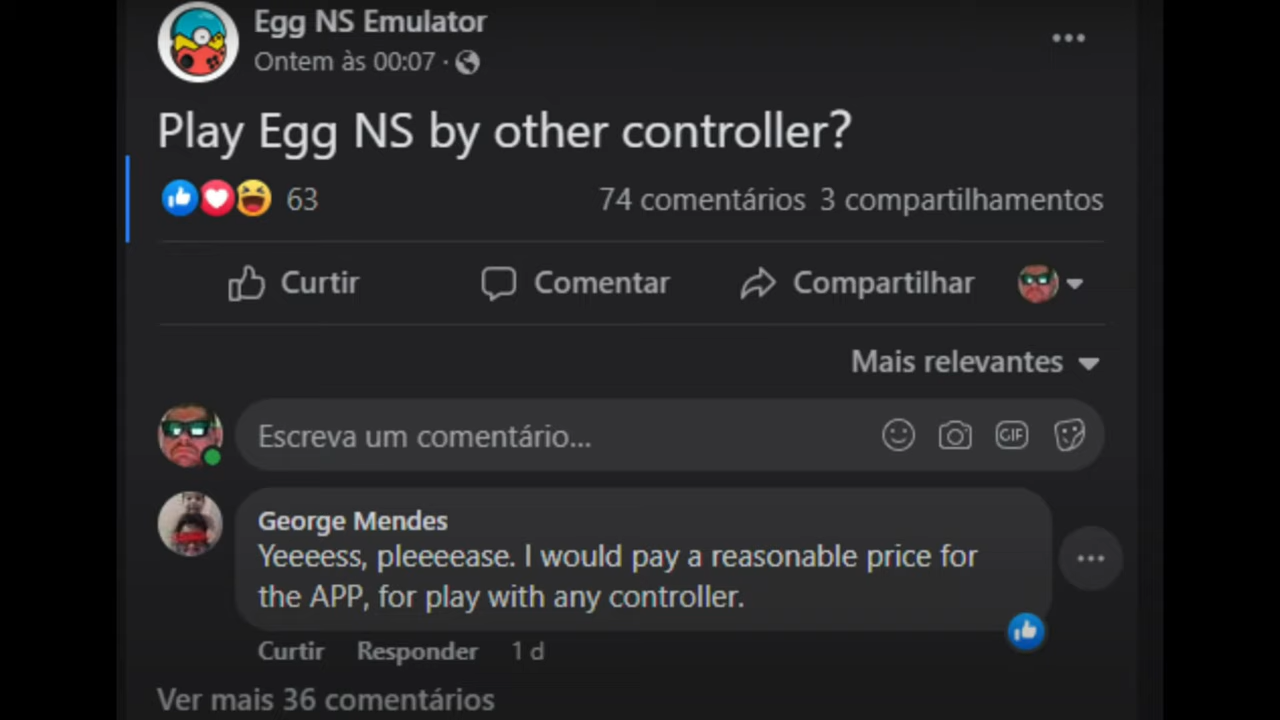 Egg NS Emulator
Ontem às 00:07 ·
Play Egg NS by other controller?
63 74 comentários 3 compartilhamentos
Curtir Comentar Compartilhar
Mais relevantes
Escreva um comentário... GIF
George Mendes
Yeeeess, pleeeease. I would pay a reasonable price for
the APP, for play with any controller.
Curtir Responder 1 d
Ver mais 36 comentários